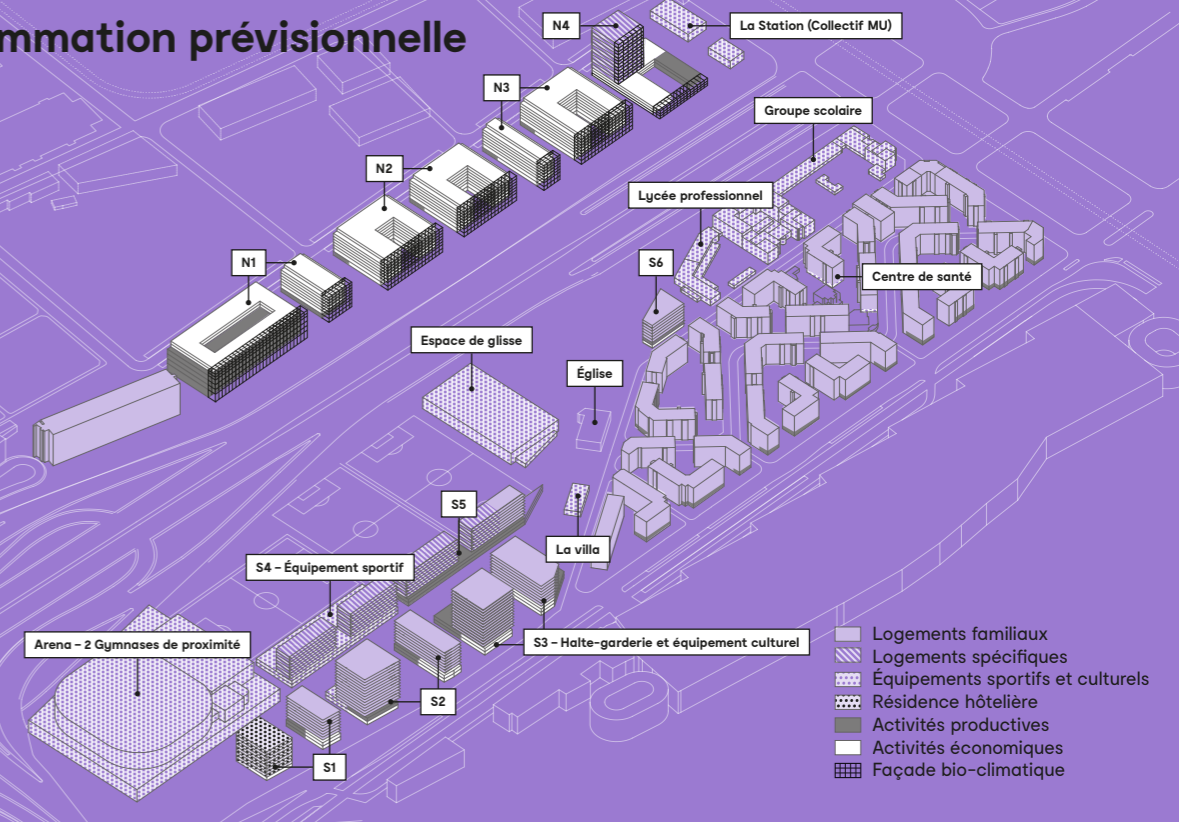 mmation prévisionnelle
N4
La Station (Collectif MU)
N3
Groupe scolaire
N2
Lycée professionnel
N1
S6
Centre de santé
Espace de glisse
Église
S5
La villa
S4 – Équipement sportif
Arena – 2 Gymnases de proximité
S3 – Halte-garderie et équipement culturel
S2
S1
Logements familiaux
Logements spécifiques
Équipements sportifs et culturels
Résidence hôtelière
Activités productives
Activités économiques
Façade bio-climatique